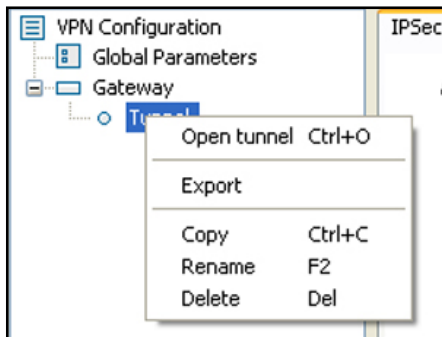 VPN Configuration
IPSec
Global Parameters
Gateway
Tunnel
Open tunnel Ctrl+O
Export
Copy Ctrl+C
Rename F2
Delete Del